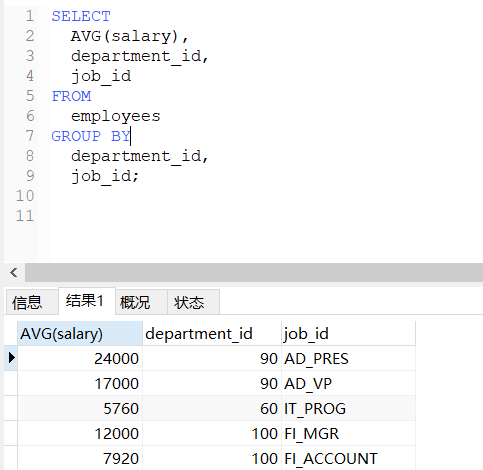 1 SELECT
2 AVG(salary),
3 department_id,
4 job_id
5 FROM
6 employees
7 GROUP BY
8 department_id,
9 job_id;
10
11
信息 结果1 概况 状态
AVG(salary) department_id job_id
24000 90 AD_PRES
17000 90 AD_VP
5760 60 IT_PROG
12000 100 FI_MGR
7920 100 FI_ACCOUNT